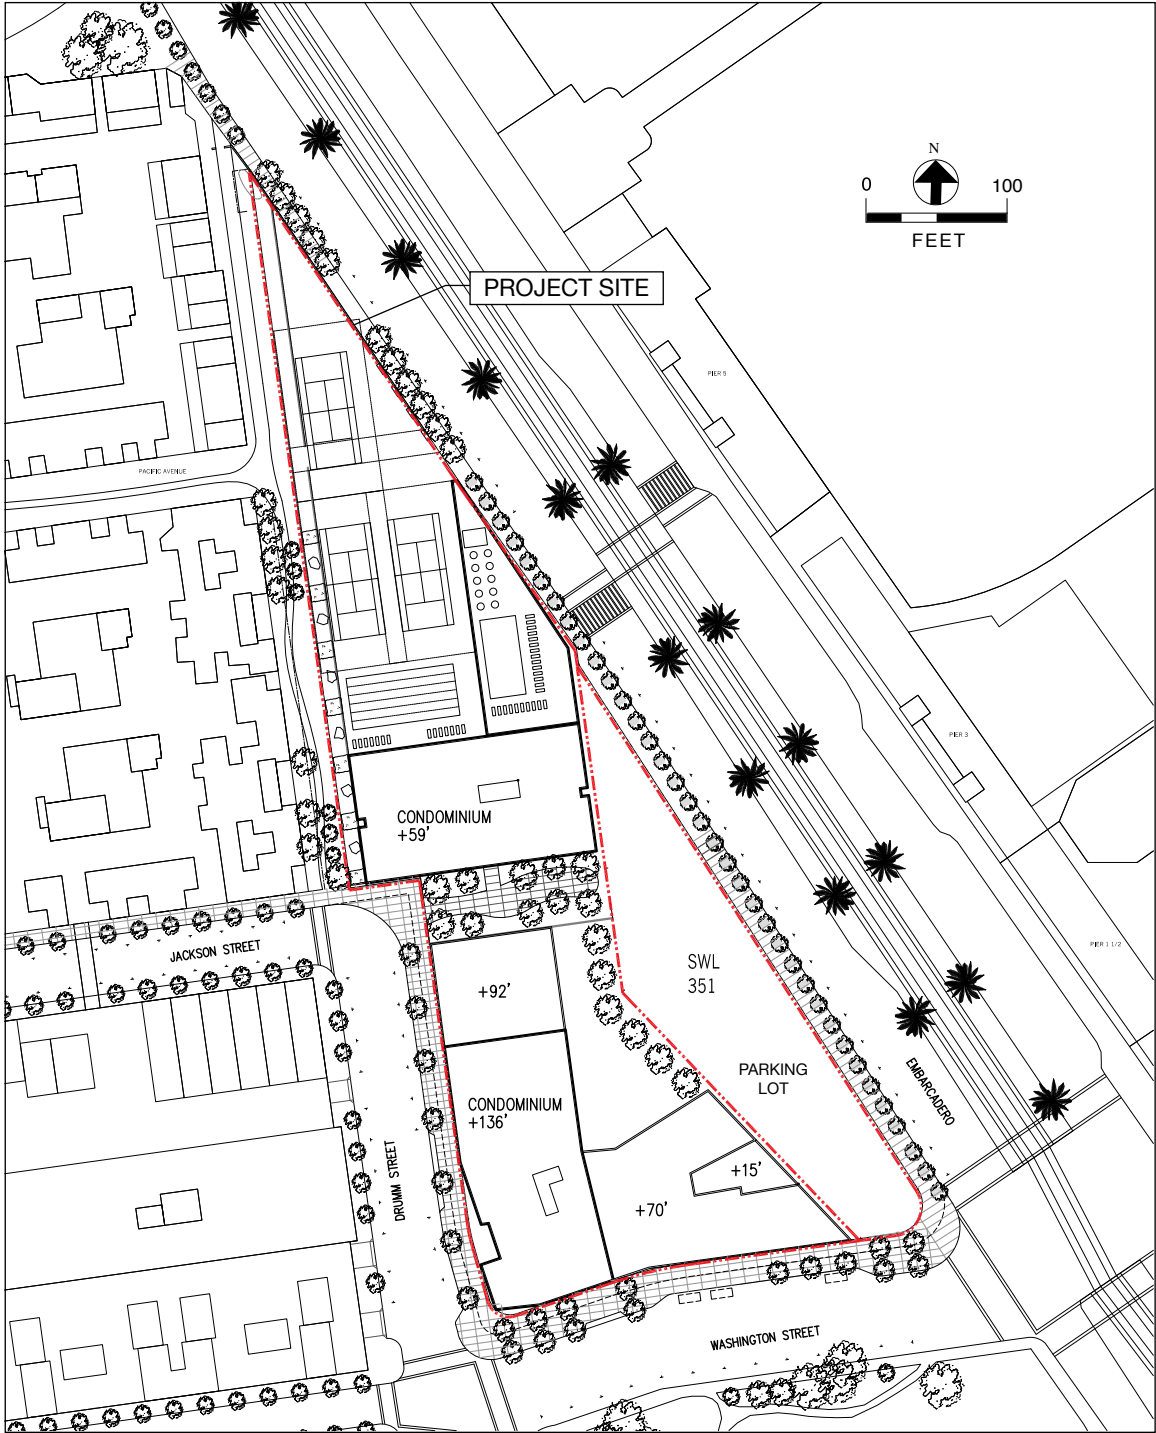 N
0 100
FEET
PROJECT SITE
PIER 5
PACIFIC AVENUE
PIER 3
CONDOMINIUM
+59'
PIER 1 1/2
JACKSON STREET
SWL
351
+92'
PARKING
LOT
EMBARCADERO
CONDOMINIUM
+136'
DRUMM STREET
+15'
+70'
WASHINGTON STREET